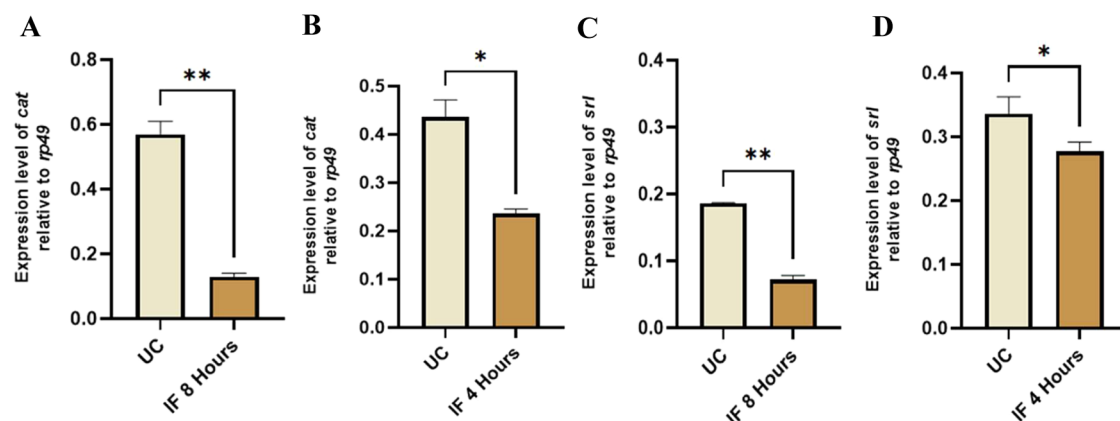 A
Expression level of cat
relative to rp49
0.8
0.6
0.4
0.2
0.0
**
UC
IF 8 Hours
B
Expression level of cat
relative to rp49
0.5
0.4
0.3
0.2
0.1
0.0
*
UC
IF 4 Hours
C
Expression level of srl
relative to rp49
0.4
0.3
0.2
0.1
0.0
**
UC
IF 8 Hours
D
Expression level of srl
relative to rp49
0.4
0.3
0.2
0.1
0.0
*
UC
IF 4 Hours